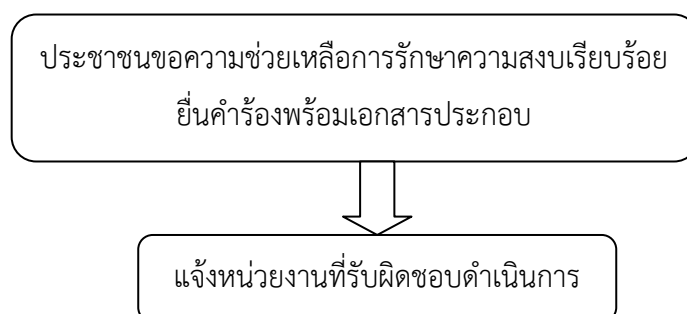 ประชาชนขอความช่วยเหลือการรักษาความสงบเรียบร้อย
ยื่นคำร้องพร้อมเอกสารประกอบ
แจ้งหน่วยงานที่รับผิดชอบดำเนินการ